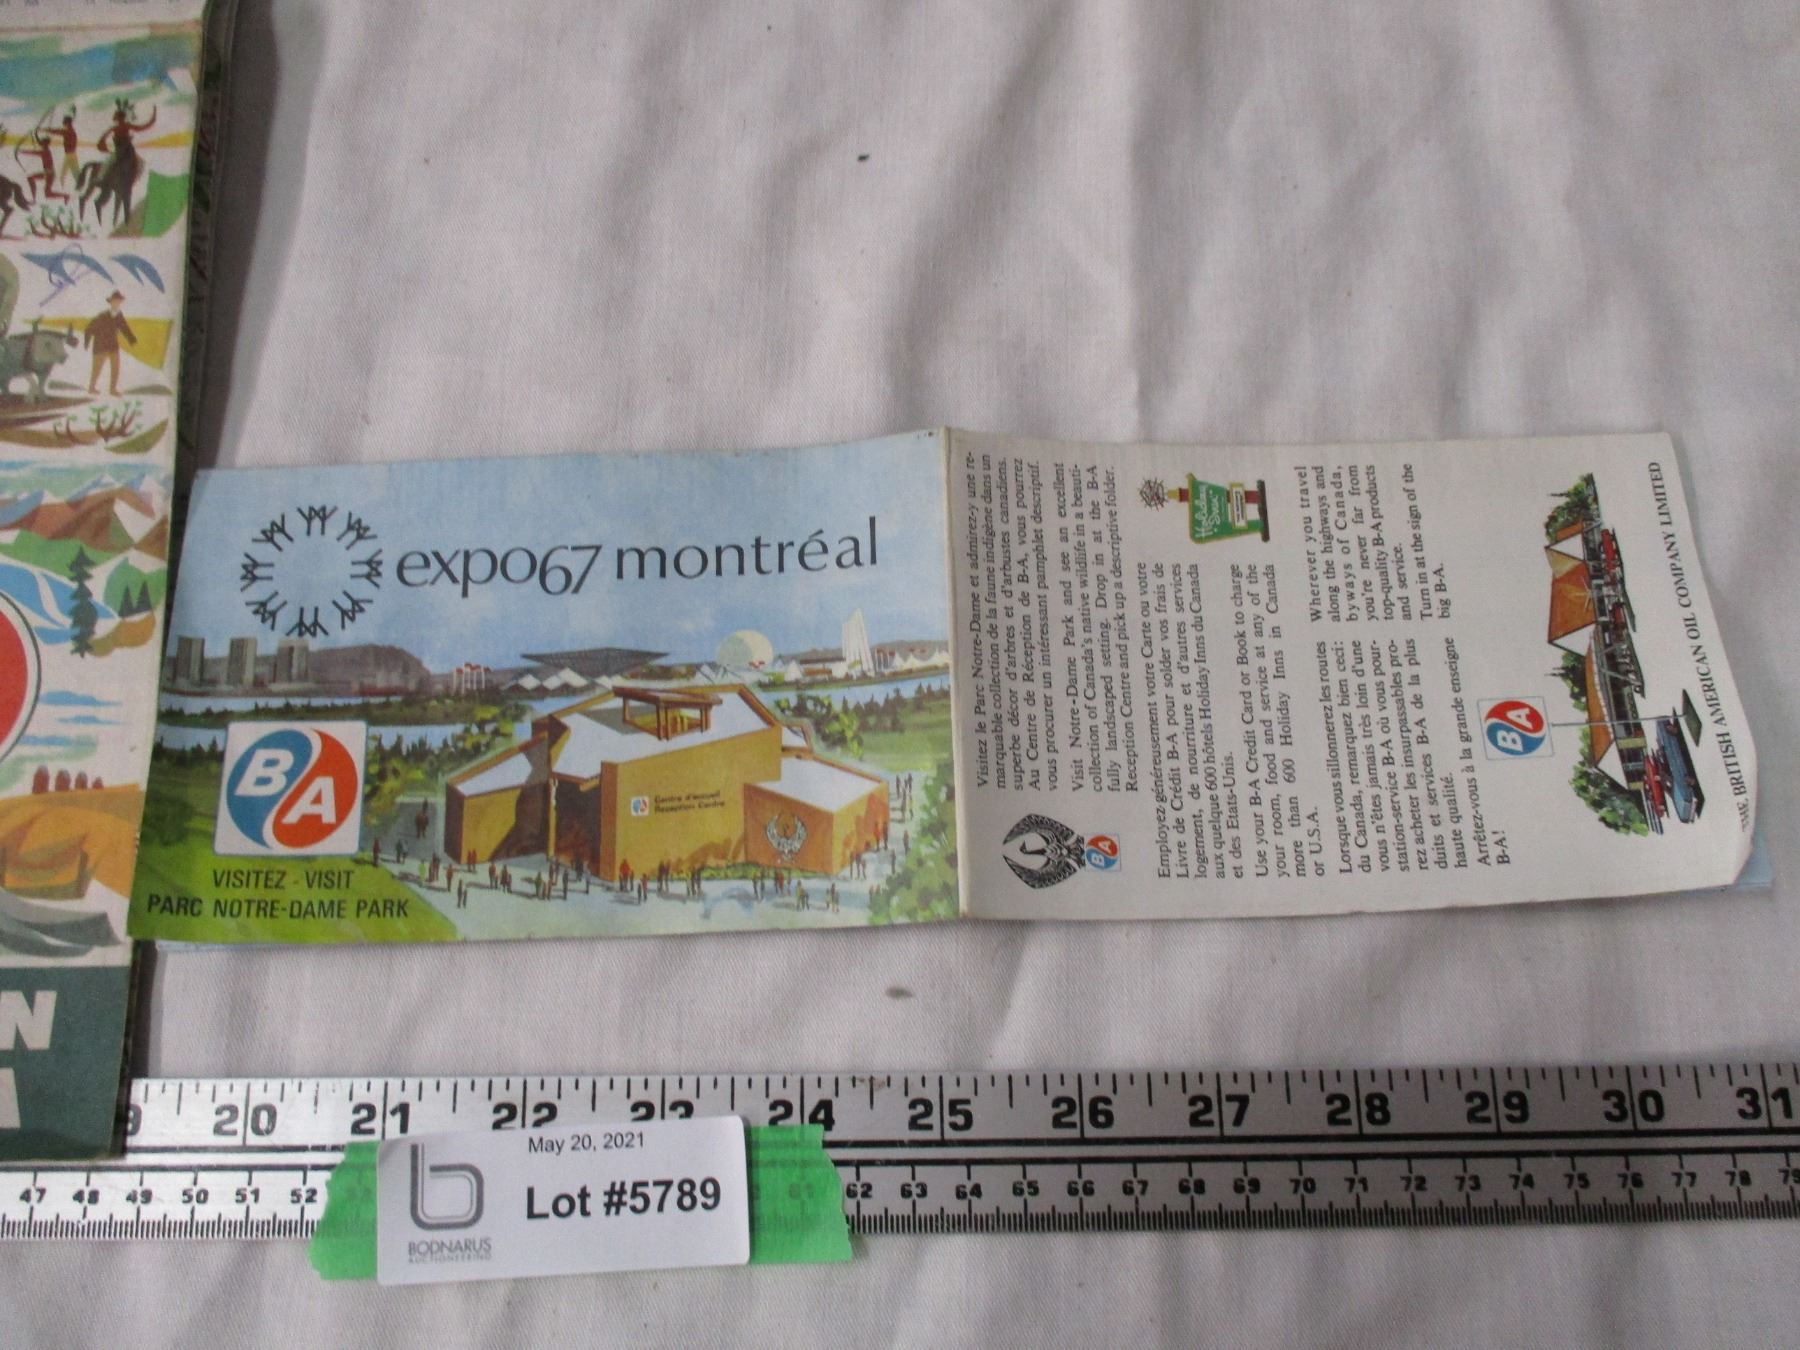 expo67 montréal
BA
VISITEZ - VISIT
PARC NOTRE-DAME PARK
BA
Centre d'accueil
Reception Centre
Visitez le Parc Notre-Dame et admirez-y une re-
marquable collection de la faune indigène dans un
superbe décor d'arbres et d'arbustes canadiens.
Au Centre de Réception de B-A, vous pourrez
vous procurer un intéressant pamphlet descriptif.
Visit Notre-Dame Park and see an excellent
collection of Canada's native wildlife in a beauti-
fully landscaped setting. Drop in at the B-A
Reception Centre and pick up a descriptive folder.
BA
Employez généreusement votre Carte ou votre
Livre de Crédit B-A pour solder vos frais de
logement, de nourriture et d'autres services
aux quelque 600 hôtels Holiday Inns du Canada
et des Etats-Unis.
Use your B-A Credit Card or Book to charge
your room, food and service at any of the
more than 600 Holiday Inns in Canada
or U.S.A.
Holiday
Inn
Lorsque vous sillonnerez les routes
du Canada, remarquez bien ceci:
vous n'êtes jamais très loin d'une
station-service B-A où vous pour-
rez acheter les insurpassables pro-
duits et services B-A de la plus
haute qualité.
Arrêtez-vous à la grande enseigne
B-A!
Wherever you travel
along the highways and
byways of Canada,
you're never far from
top-quality B-A products
and service.
Turn in at the sign of the
big B-A.
BA
BRITISH AMERICAN OIL COMPANY LIMITED
N
A
9 20 21 22 23 24 25 26 27 28 29 30 31
47 48 49 50 51 52 62 63 64 65 66 67 68 69 70 71 72 73 74 75 76 77 78 79
May 20, 2021
Lot #5789
b
BODNARUS
AUCTIONEERING